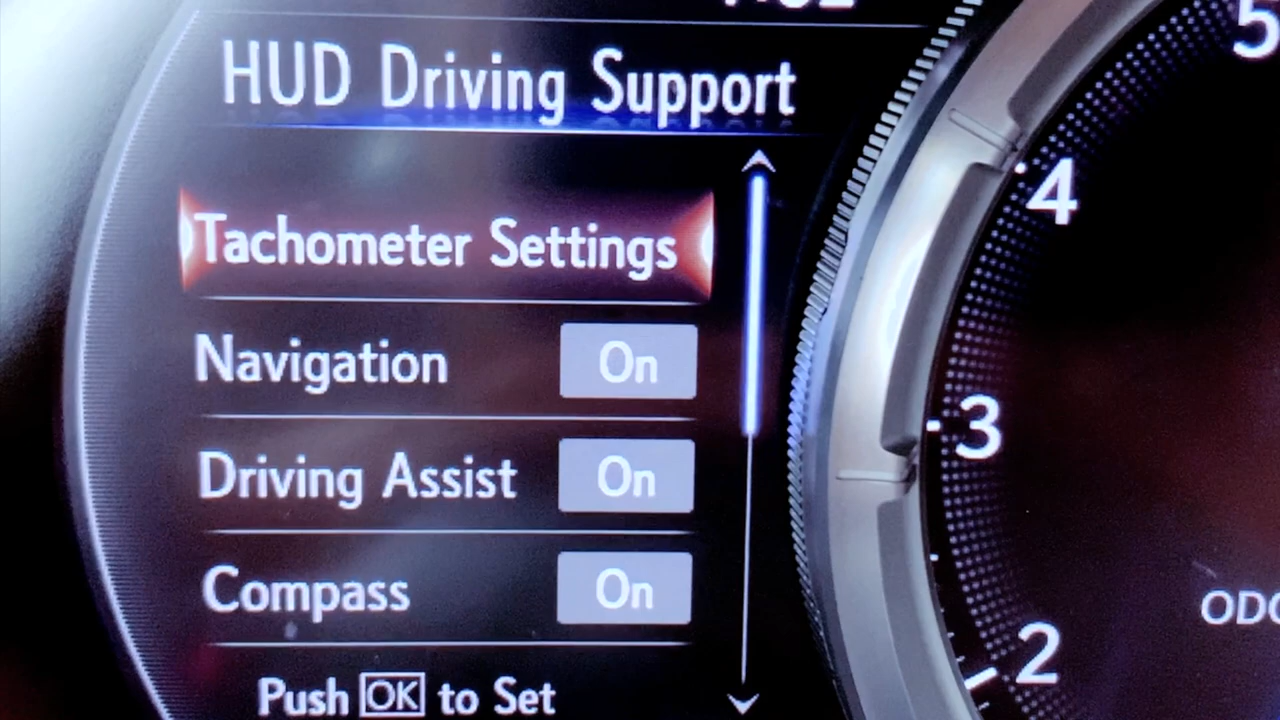 HUD Driving Support
Tachometer Settings
Navigation On
Driving Assist On
Compass On
Push OK to Set
5
4
3
2